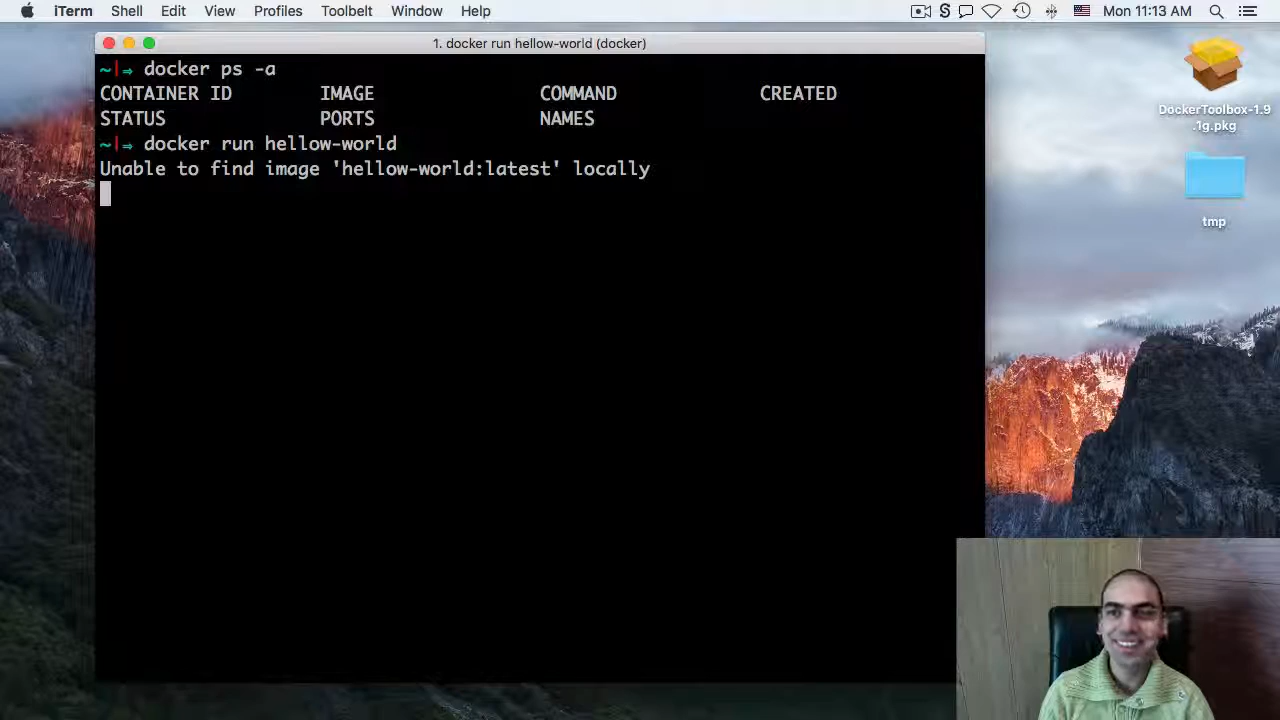 iTerm Shell Edit View Profiles Toolbelt Window Help Mon 11:13 AM
1. docker run hellow-world (docker)
~|⇒ docker ps -a
CONTAINER ID IMAGE COMMAND CREATED
STATUS PORTS NAMES
~|⇒ docker run hellow-world
Unable to find image 'hellow-world:latest' locally
DockerToolbox-1.9
.1g.pkg
tmp